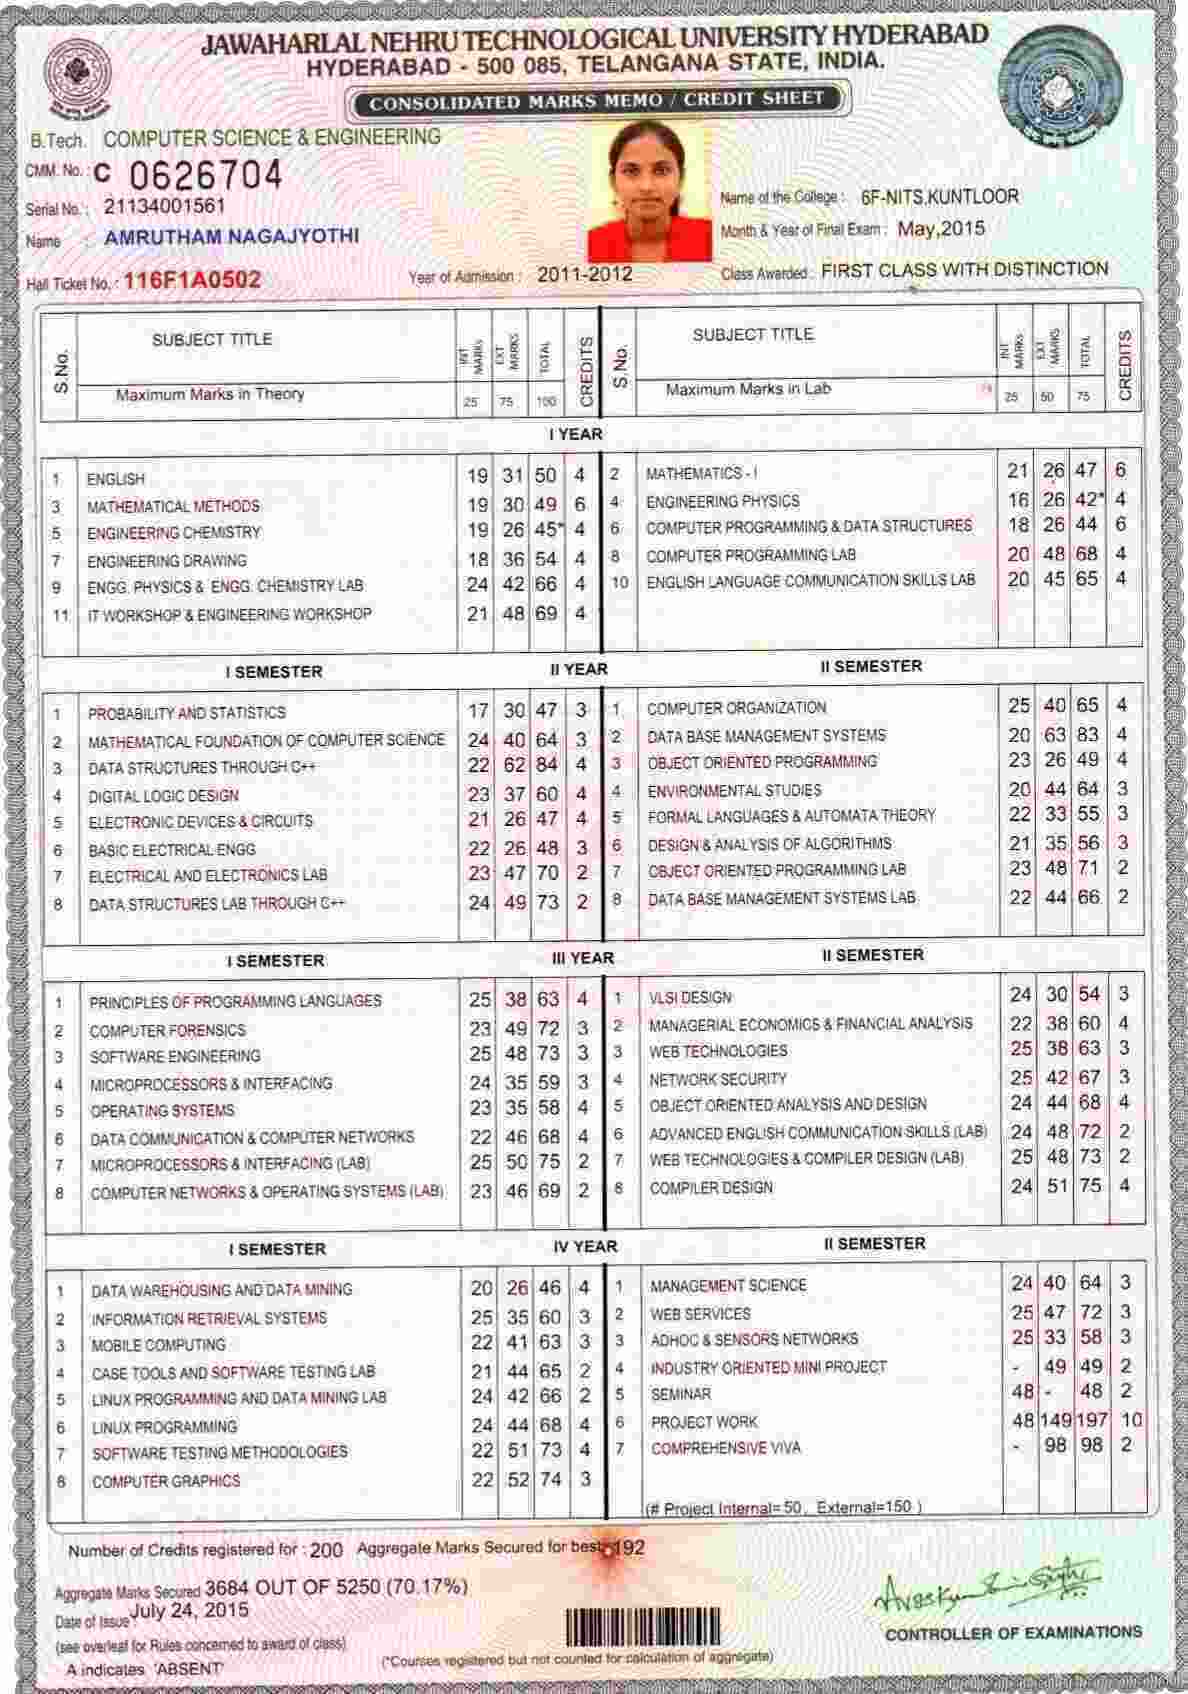 JAWAHARLAL NEHRU TECHNOLOGICAL UNIVERSITY HYDERABAD
HYDERABAD - 500 085, TELANGANA STATE, INDIA.
CONSOLIDATED MARKS MEMO / CREDIT SHEET
B.Tech. COMPUTER SCIENCE & ENGINEERING
CMM. No. : C 0626704
Serial No. : 21134001561
Name : AMRUTHAM NAGAJYOTHI
Hall Ticket No. : 116F1A0502
Year of Admission : 2011-2012
Name of the College : 6F-NITS,KUNTLOOR
Month & Year of Final Exam : May,2015
Class Awarded : FIRST CLASS WITH DISTINCTION
S.No. SUBJECT TITLE INT MARKS EXT MARKS TOTAL CREDITS S.No. SUBJECT TITLE INT MARKS EXT MARKS TOTAL CREDITS
Maximum Marks in Theory 25 75 100 Maximum Marks in Lab 25 50 75
I YEAR
1 ENGLISH 19 31 50 4 2 MATHEMATICS - I 21 26 47 6
3 MATHEMATICAL METHODS 19 30 49 6 4 ENGINEERING PHYSICS 16 26 42* 4
5 ENGINEERING CHEMISTRY 19 26 45* 4 6 COMPUTER PROGRAMMING & DATA STRUCTURES 18 26 44 6
7 ENGINEERING DRAWING 18 36 54 4 8 COMPUTER PROGRAMMING LAB 20 48 68 4
9 ENGG. PHYSICS & ENGG. CHEMISTRY LAB 24 42 66 4 10 ENGLISH LANGUAGE COMMUNICATION SKILLS LAB 20 45 65 4
11 IT WORKSHOP & ENGINEERING WORKSHOP 21 48 69 4
I SEMESTER II YEAR II SEMESTER
1 PROBABILITY AND STATISTICS 17 30 47 3 1 COMPUTER ORGANIZATION 25 40 65 4
2 MATHEMATICAL FOUNDATION OF COMPUTER SCIENCE 24 40 64 3 2 DATA BASE MANAGEMENT SYSTEMS 20 63 83 4
3 DATA STRUCTURES THROUGH C++ 22 62 84 4 3 OBJECT ORIENTED PROGRAMMING 23 26 49 4
4 DIGITAL LOGIC DESIGN 23 37 60 4 4 ENVIRONMENTAL STUDIES 20 44 64 3
5 ELECTRONIC DEVICES & CIRCUITS 21 26 47 4 5 FORMAL LANGUAGES & AUTOMATA THEORY 22 33 55 3
6 BASIC ELECTRICAL ENGG 22 26 48 3 6 DESIGN & ANALYSIS OF ALGORITHMS 21 35 56 3
7 ELECTRICAL AND ELECTRONICS LAB 23 47 70 2 7 OBJECT ORIENTED PROGRAMMING LAB 23 48 71 2
8 DATA STRUCTURES LAB THROUGH C++ 24 49 73 2 8 DATA BASE MANAGEMENT SYSTEMS LAB 22 44 66 2
I SEMESTER III YEAR II SEMESTER
1 PRINCIPLES OF PROGRAMMING LANGUAGES 25 38 63 4 1 VLSI DESIGN 24 30 54 3
2 COMPUTER FORENSICS 23 49 72 3 2 MANAGERIAL ECONOMICS & FINANCIAL ANALYSIS 22 38 60 4
3 SOFTWARE ENGINEERING 25 48 73 3 3 WEB TECHNOLOGIES 25 38 63 3
4 MICROPROCESSORS & INTERFACING 24 35 59 3 4 NETWORK SECURITY 25 42 67 3
5 OPERATING SYSTEMS 23 35 58 4 5 OBJECT ORIENTED ANALYSIS AND DESIGN 24 44 68 4
6 DATA COMMUNICATION & COMPUTER NETWORKS 22 46 68 4 6 ADVANCED ENGLISH COMMUNICATION SKILLS (LAB) 24 48 72 2
7 MICROPROCESSORS & INTERFACING (LAB) 25 50 75 2 7 WEB TECHNOLOGIES & COMPILER DESIGN (LAB) 25 48 73 2
8 COMPUTER NETWORKS & OPERATING SYSTEMS (LAB) 23 46 69 2 8 COMPILER DESIGN 24 51 75 4
I SEMESTER IV YEAR II SEMESTER
1 DATA WAREHOUSING AND DATA MINING 20 26 46 4 1 MANAGEMENT SCIENCE 24 40 64 3
2 INFORMATION RETRIEVAL SYSTEMS 25 35 60 3 2 WEB SERVICES 25 47 72 3
3 MOBILE COMPUTING 22 41 63 3 3 ADHOC & SENSORS NETWORKS 25 33 58 3
4 CASE TOOLS AND SOFTWARE TESTING LAB 21 44 65 2 4 INDUSTRY ORIENTED MINI PROJECT - 49 49 2
5 LINUX PROGRAMMING AND DATA MINING LAB 24 42 66 2 5 SEMINAR 48 - 48 2
6 LINUX PROGRAMMING 24 44 68 4 6 PROJECT WORK 48 149 197 10
7 SOFTWARE TESTING METHODOLOGIES 22 51 73 4 7 COMPREHENSIVE VIVA - 98 98 2
8 COMPUTER GRAPHICS 22 52 74 3
(# Project Internal=50, External=150 )
Number of Credits registered for : 200 Aggregate Marks Secured for best 192
Aggregate Marks Secured 3684 OUT OF 5250 (70.17%)
Date of Issue July 24, 2015
(see overleaf for Rules concerned to award of class)
A indicates 'ABSENT'
(*Courses registered but not counted for calculation of aggregate)
CONTROLLER OF EXAMINATIONS